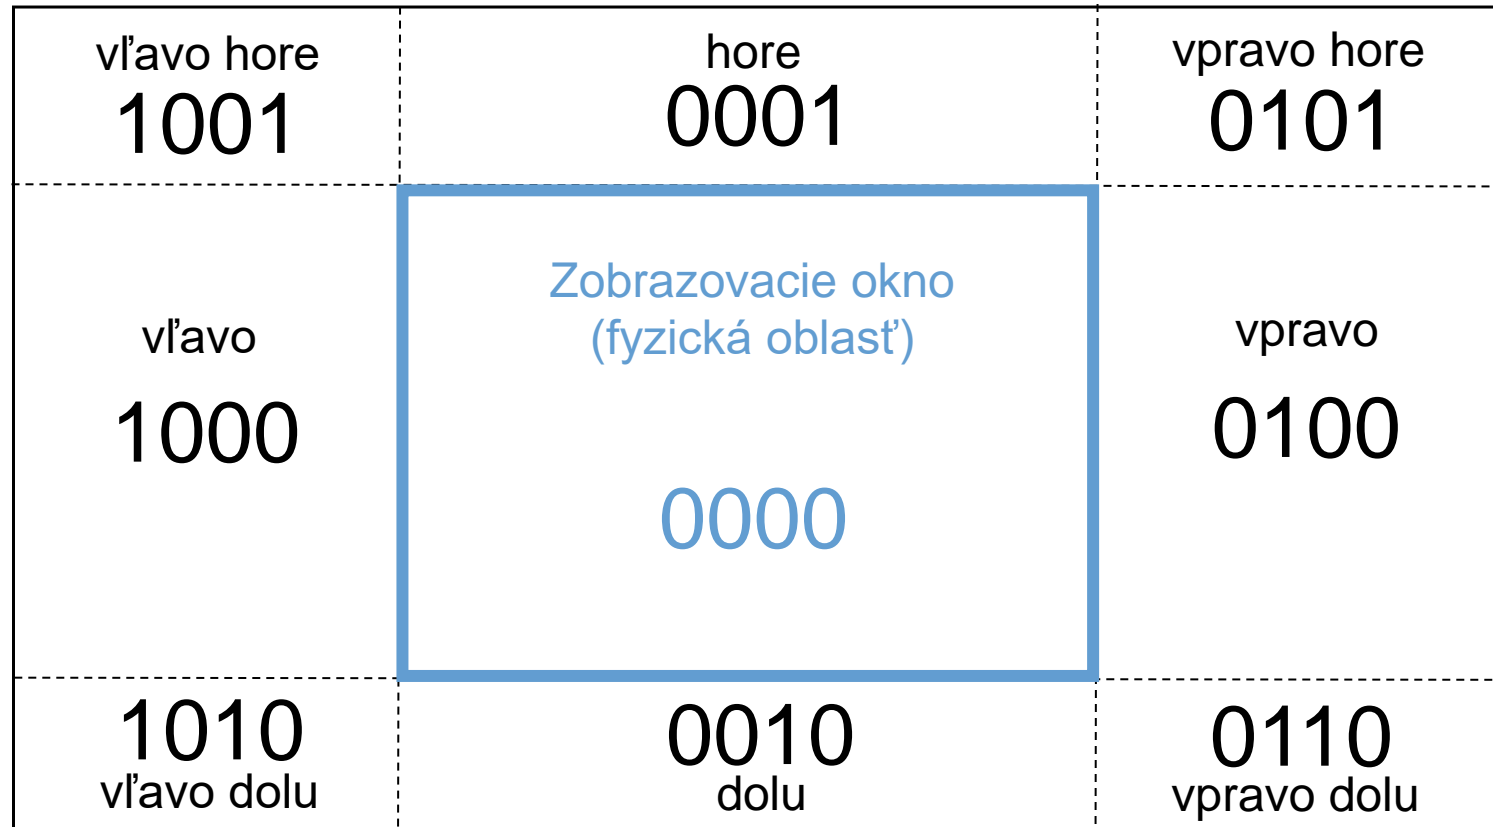 vľavo hore
1001
hore
0001
vpravo hore
0101
vľavo
1000
Zobrazovacie okno
(fyzická oblasť)
0000
vpravo
0100
1010
vľavo dolu
0010
dolu
0110
vpravo dolu